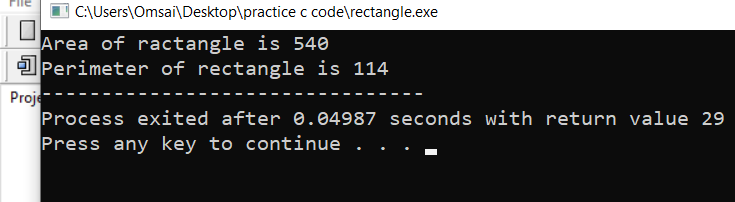 File
C:\Users\Omsai\Desktop\practice c code\rectangle.exe
Area of ractangle is 540
Perimeter of rectangle is 114
--------------------------------
Proje
Process exited after 0.04987 seconds with return value 29
Press any key to continue . . .